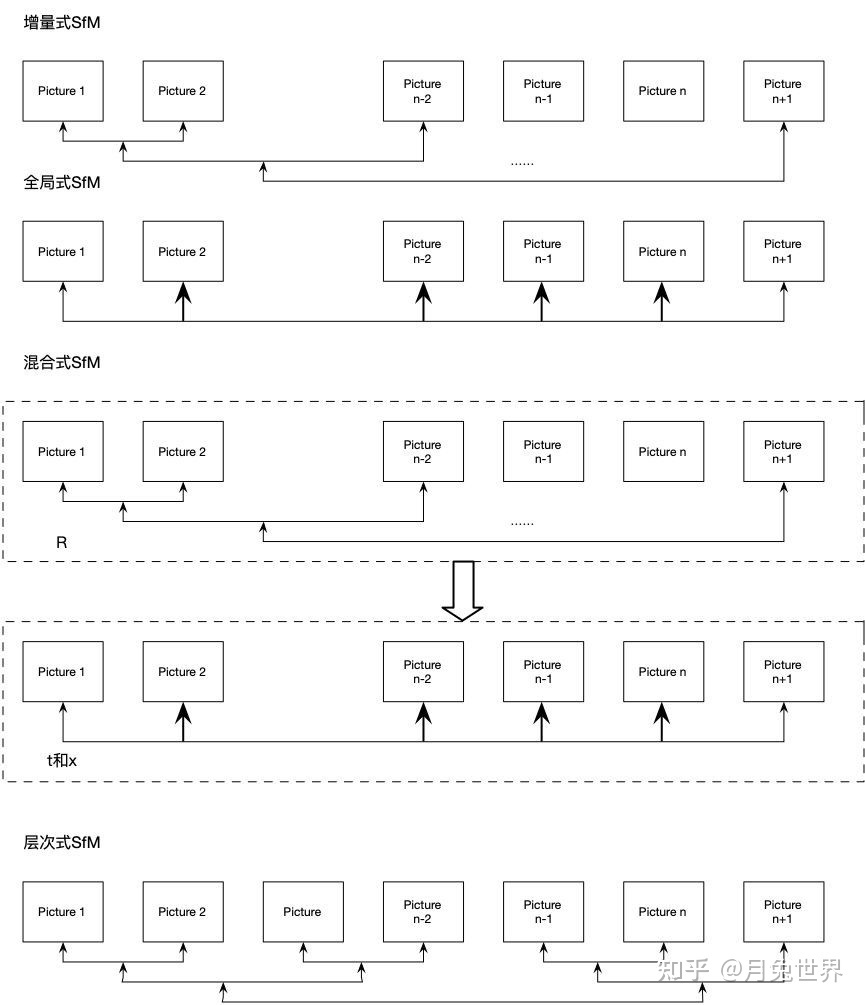 增量式SfM
Picture 1
Picture 2
Picture
n-2
Picture
n-1
Picture n
Picture
n+1
......
全局式SfM
Picture 1
Picture 2
Picture
n-2
Picture
n-1
Picture n
Picture
n+1
混合式SfM
Picture 1
Picture 2
Picture
n-2
Picture
n-1
Picture n
Picture
n+1
......
R
Picture 1
Picture 2
Picture
n-2
Picture
n-1
Picture n
Picture
n+1
t和x
层次式SfM
Picture 1
Picture 2
Picture
Picture
n-2
Picture
n-1
Picture n
Picture
n+1
知乎 @月兔世界